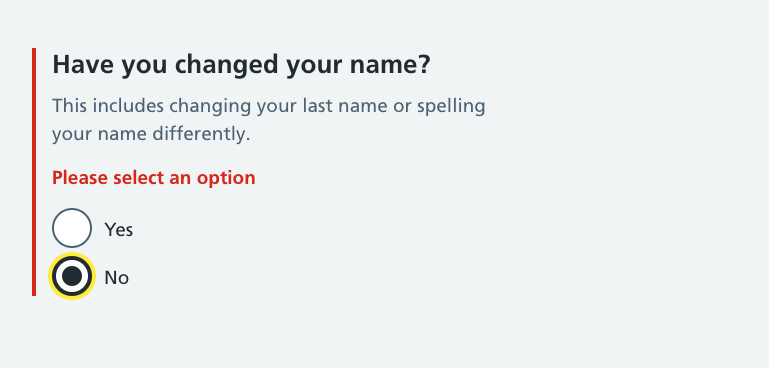 Have you changed your name?
This includes changing your last name or spelling
your name differently.
Please select an option
Yes
No